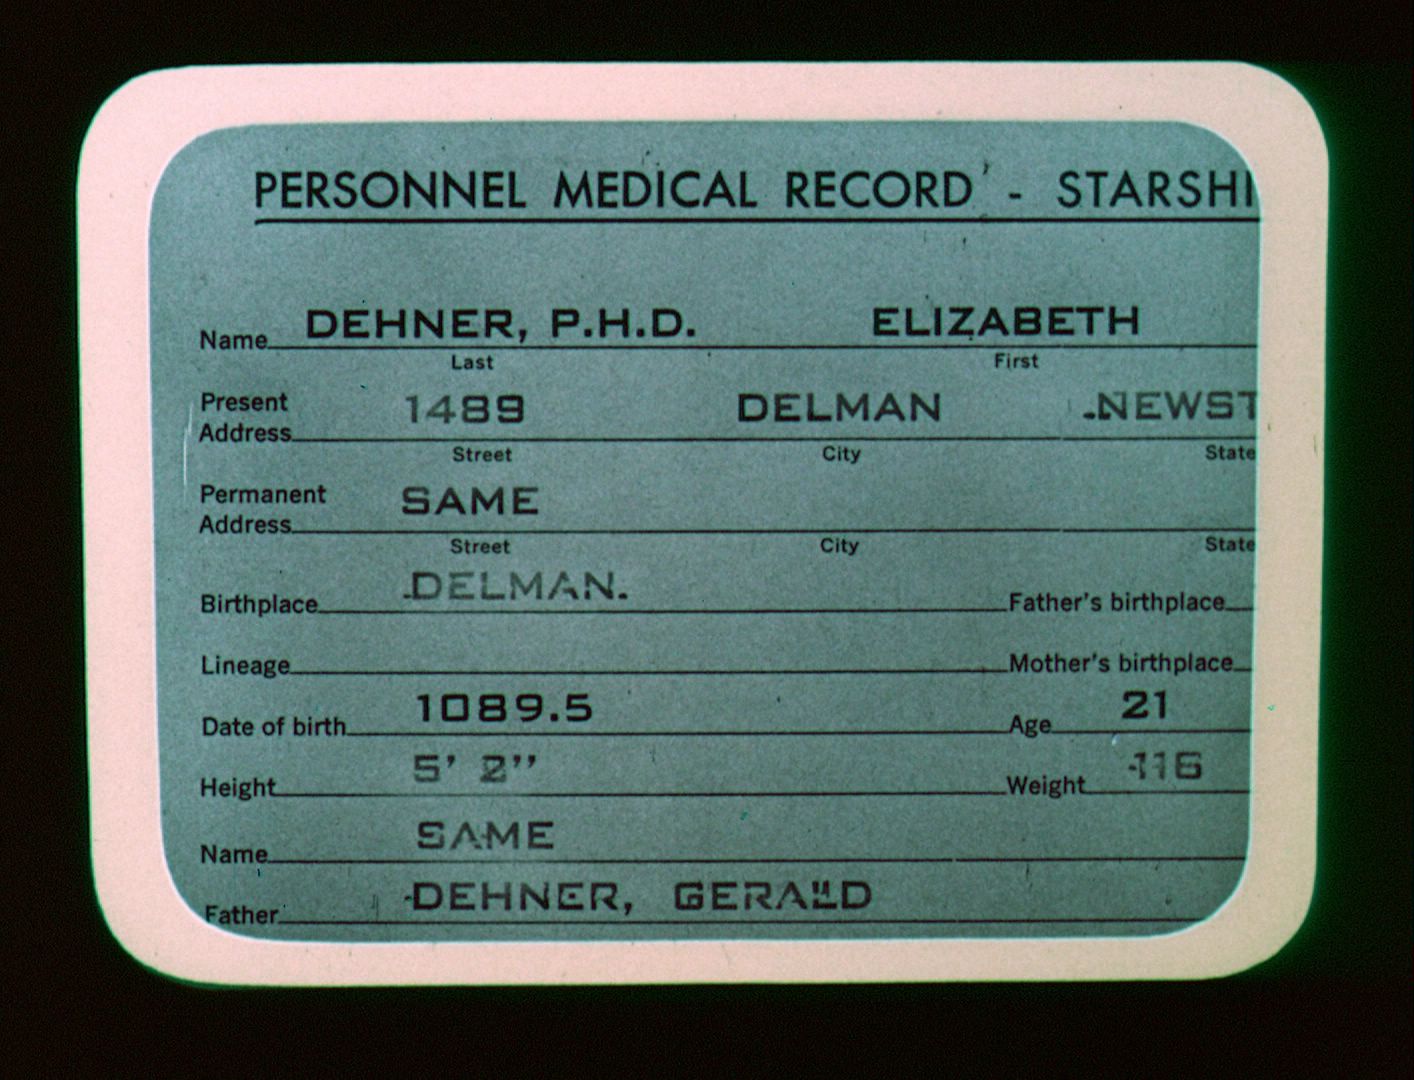 PERSONNEL MEDICAL RECORD - STARSHI
Name DEHNER, P.H.D. ELIZABETH
Last First
Present
Address 1489 DELMAN NEWST
Street City State
Permanent
Address SAME
Street City State
Birthplace DELMAN. Father's birthplace
Lineage Mother's birthplace
Date of birth 1089.5 Age 21
Height 5' 2" Weight 116
Name SAME
Father DEHNER, GERALD